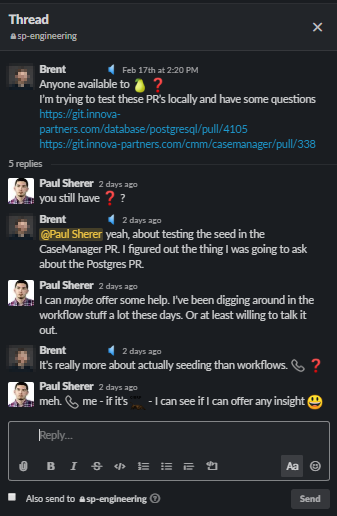 Thread
sp-engineering
Brent Feb 17th at 2:20 PM
Anyone available to 🍐 ❓
I'm trying to test these PR's locally and have some questions
https://git.innova-
partners.com/database/postgresql/pull/4105
https://git.innova-partners.com/cmm/casemanager/pull/338
5 replies
Paul Sherer 2 days ago
you still have ❓ ?
Brent 2 days ago
@Paul Sherer yeah, about testing the seed in the
CaseManager PR. I figured out the thing I was going to ask
about the Postgres PR.
Paul Sherer 2 days ago
I can maybe offer some help. I've been digging around in the
workflow stuff a lot these days. Or at least willing to talk it
out.
Brent 2 days ago
It's really more about actually seeding than workflows. 📞 ❓
Paul Sherer 2 days ago
meh. 📞 me - if it's - I can see if I can offer any insight 😃
Reply...
B I S </> Aa
Also send to sp-engineering ?
Send